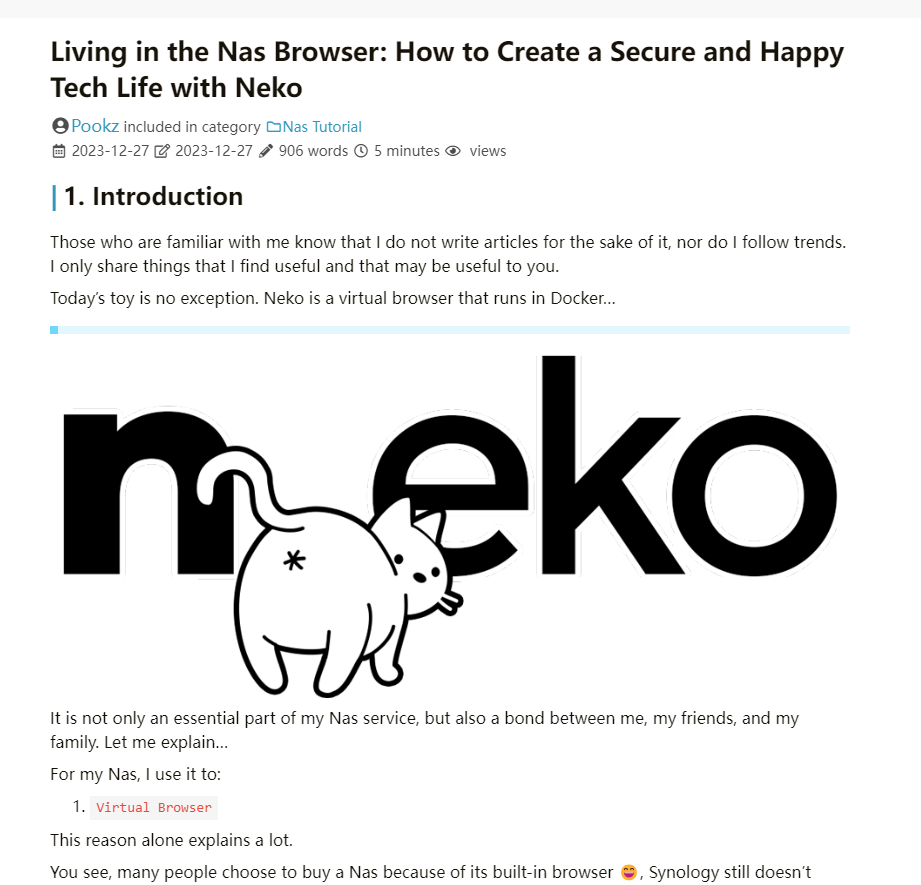 Living in the Nas Browser: How to Create a Secure and Happy
Tech Life with Neko
Pookz included in category Nas Tutorial
2023-12-27 2023-12-27 906 words 5 minutes views
1. Introduction
Those who are familiar with me know that I do not write articles for the sake of it, nor do I follow trends.
I only share things that I find useful and that may be useful to you.
Today's toy is no exception. Neko is a virtual browser that runs in Docker...
neko
It is not only an essential part of my Nas service, but also a bond between me, my friends, and my
family. Let me explain...
For my Nas, I use it to:
1. Virtual Browser
This reason alone explains a lot.
You see, many people choose to buy a Nas because of its built-in browser 😄, Synology still doesn't